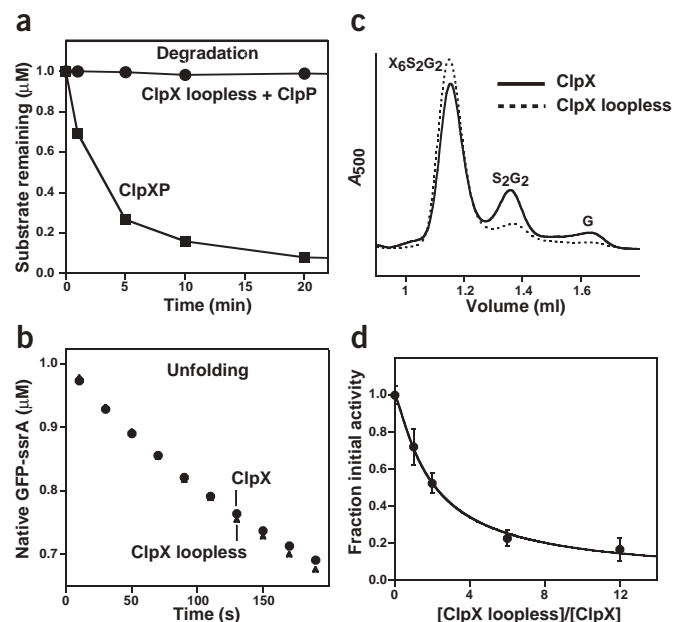 a
Degradation
ClpX loopless + ClpP
ClpXP
Substrate remaining (μM)
1.0
0.8
0.6
0.4
0.2
0.0
0 5 10 15 20
Time (min)
c
X6S2G2
ClpX
ClpX loopless
S2G2
G
A500
1 1.2 1.4 1.6
Volume (ml)
b
Unfolding
ClpX
ClpX loopless
Native GFP-ssrA (μM)
1.0
0.9
0.8
0.7
0 50 100 150
Time (s)
d
Fraction initial activity
1.0
0.8
0.6
0.4
0.2
0.0
0 4 8 12
[ClpX loopless]/[ClpX]